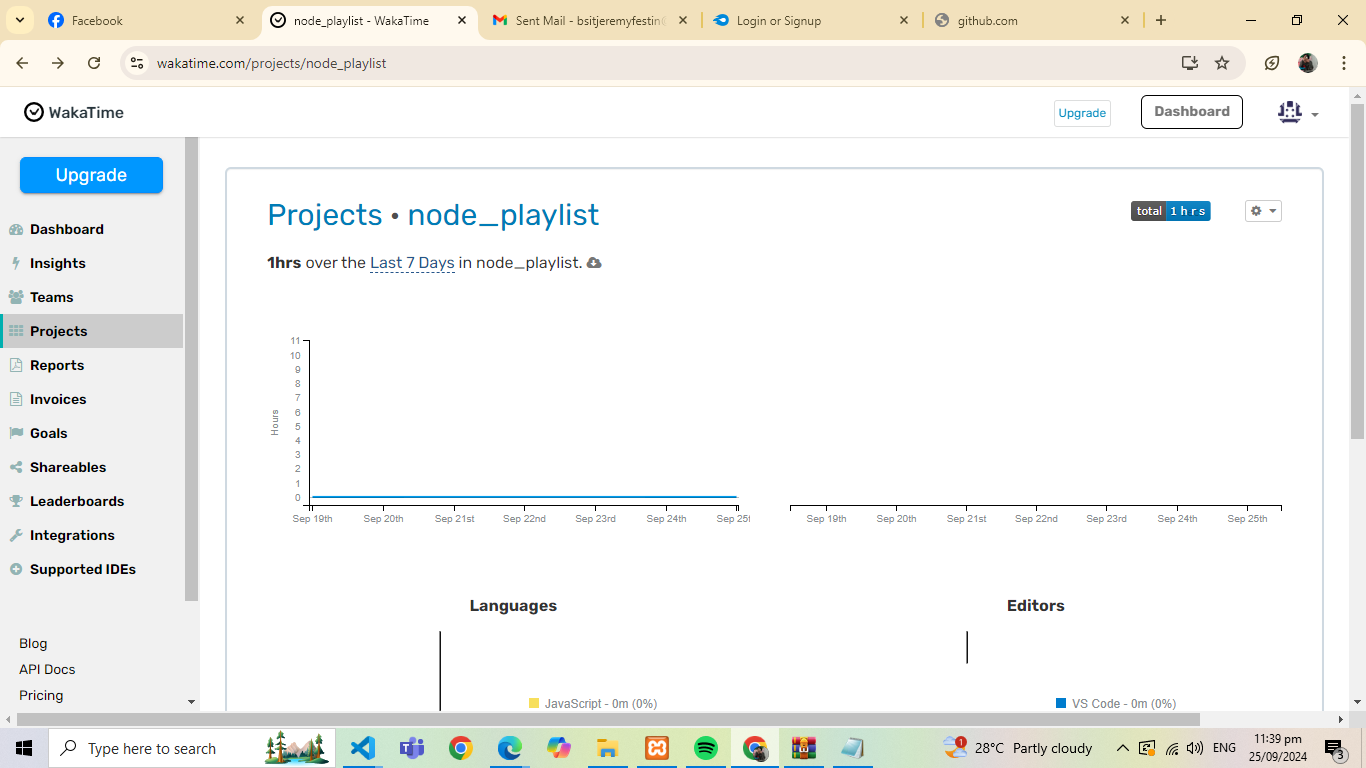 Facebook
node_playlist - WakaTime
Sent Mail - bsitjeremyfestin@
Login or Signup
github.com
wakatime.com/projects/node_playlist
WakaTime
Upgrade
Dashboard
Upgrade
Dashboard
Insights
Teams
Projects
Reports
Invoices
Goals
Shareables
Leaderboards
Integrations
Supported IDEs
Blog
API Docs
Pricing
Projects • node_playlist
total 1 h r s
1hrs over the Last 7 Days in node_playlist.
Hours
11
10
9
8
7
6
5
4
3
2
1
0
Sep 19th Sep 20th Sep 21st Sep 22nd Sep 23rd Sep 24th Sep 25t
Sep 19th Sep 20th Sep 21st Sep 22nd Sep 23rd Sep 24th Sep 25th
Languages
JavaScript - 0m (0%)
Editors
VS Code - 0m (0%)
Type here to search
1
28°C Partly cloudy
ENG
11:39 pm
25/09/2024
3